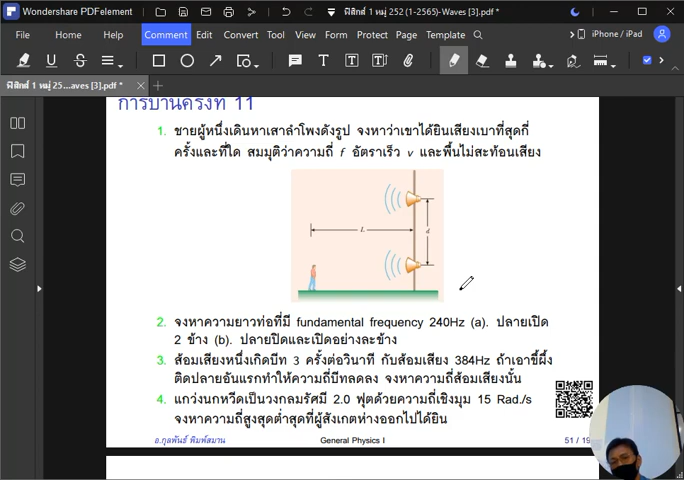 Wondershare PDFelement
ฟิสิกส์ 1 หมู่ 252 (1-2565)-Waves [3].pdf *
File
Home
Comment
Edit
Convert
Tool
View
Organize
Form
Protect
Page
Template
iPhone / iPad
ฟิสิกส์ 1 หมู่ 25...aves [3].pdf *
การบ้านครั้งที่ 11
1. ชายผู้หนึ่งเดินหาเสาลำโพงดังรูป จงหาว่าเขาได้ยินเสียงเบาที่สุดกี่
ครั้งและที่ใด สมมุติว่าความถี่ f อัตราเร็ว v และพื้นไม่สะท้อนเสียง
L
d
2. จงหาความยาวท่อที่มี fundamental frequency 240Hz (a). ปลายเปิด
2 ข้าง (b). ปลายปิดและเปิดอย่างละข้าง
3. ส้อมเสียงหนึ่งเกิดบีท 3 ครั้งต่อวินาที กับส้อมเสียง 384Hz ถ้าเอาขี้ผึ้ง
ติดปลายอันแรกทำให้ความถี่บีทลดลง จงหาความถี่ส้อมเสียงนั้น
4. แกว่งนกหวีดเป็นวงกลมรัศมี 2.0 ฟุตด้วยความถี่เชิงมุม 15 Rad./s
จงหาความถี่สูงสุดต่ำสุดที่ผู้สังเกตห่างออกไปได้ยิน
อ.กุลพันธ์ พิมพ์สมาน
General Physics I
51 / 19